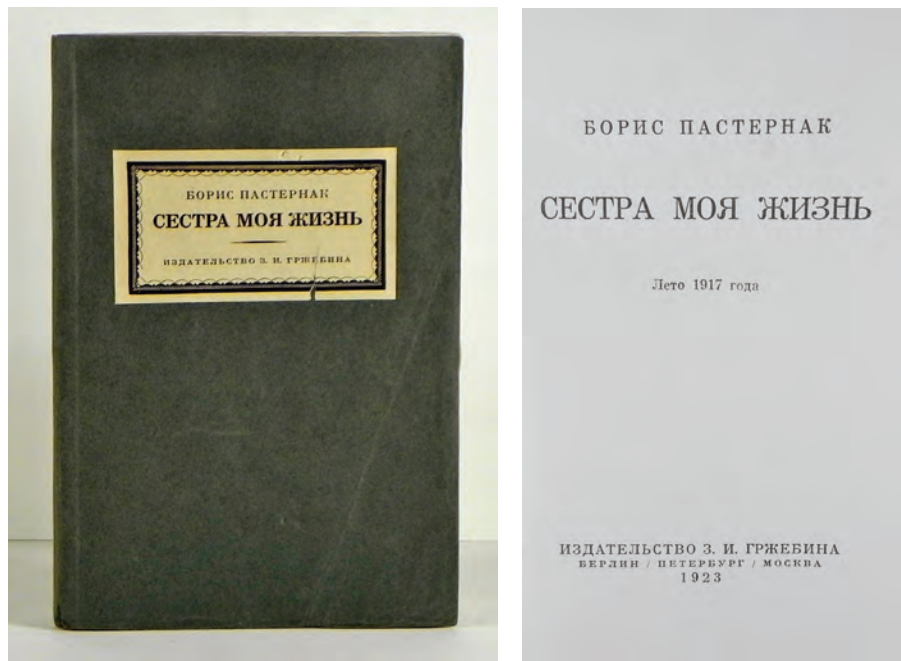 БОРИС ПАСТЕРНАК
СЕСТРА МОЯ ЖИЗНЬ
ИЗДАТЕЛЬСТВО З. И. ГРЖЕБИНА
БОРИС ПАСТЕРНАК
СЕСТРА МОЯ ЖИЗНЬ
Лето 1917 года
ИЗДАТЕЛЬСТВО З. И. ГРЖЕБИНА
БЕРЛИН / ПЕТЕРБУРГ / МОСКВА
1923